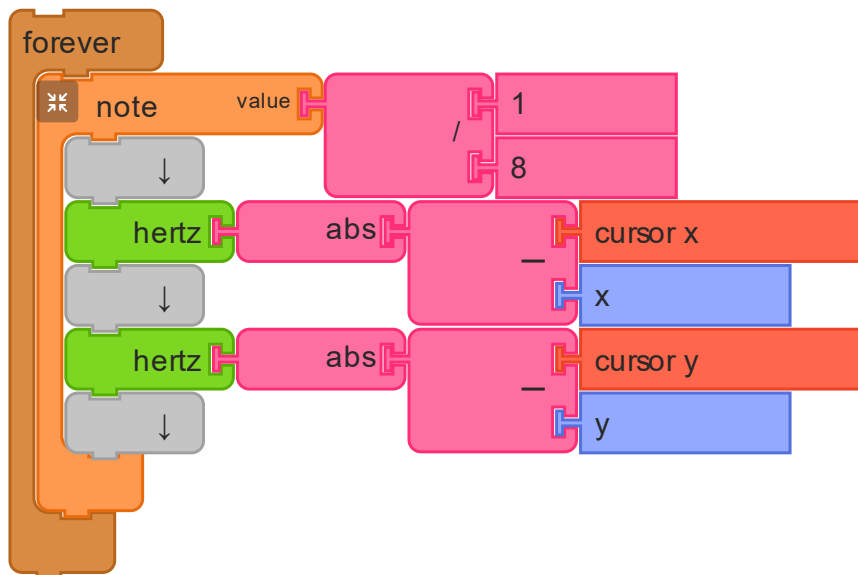 forever
note value / 1
8
↓
hertz abs − cursor x
↓ x
hertz abs − cursor y
↓ y